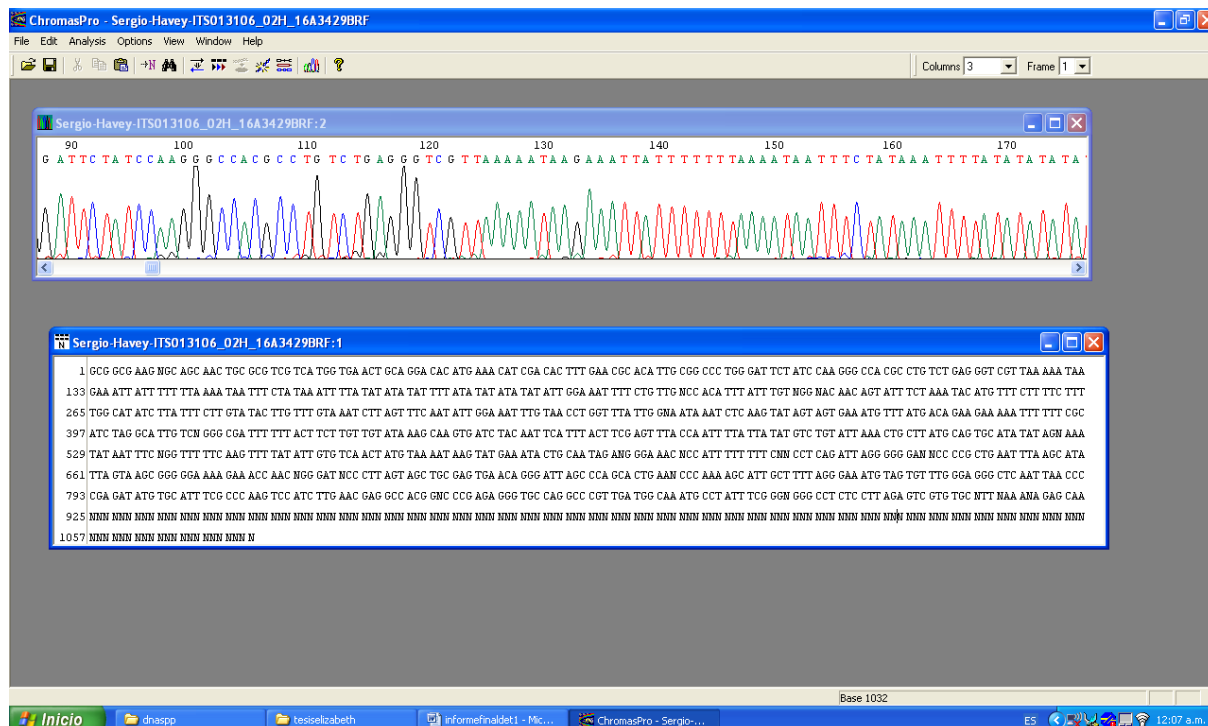 ChromasPro - Sergio-Havey-ITS013106_02H_16A3429BRF
File Edit Analysis Options View Window Help
Columns 3 Frame 1
Sergio-Havey-ITS013106_02H_16A3429BRF:2
90 100 110 120 130 140 150 160 170
G A T T C T A T C C A A G G G C C A C G C C T G T C T G A G G G T C G T T A A A A A T A A G A A A T T A T T T T T T T A A A A T A A T T T C T A T A A A T T T T A T A T A T A T A
Sergio-Havey-ITS013106_02H_16A3429BRF:1
1 GCG GCG AAG NGC AGC AAC TGC GCG TCG TCA TGG TGA ACT GCA GGA CAC ATG AAA CAT CGA CAC TTT GAA CGC ACA TTG CGG CCC TGG GAT TCT ATC CAA GGG CCA CGC CTG TCT GAG GGT CGT TAA AAA TAA
133 GAA ATT ATT TTT TTA AAA TAA TTT CTA TAA ATT TTA TAT ATA TAT TTT ATA TAT ATA TAT ATT GGA AAT TTT CTG TTG NCC ACA TTT ATT TGT NGG NAC AAC AGT ATT TCT AAA TAC ATG TTT CTT TTC TTT
265 TGG CAT ATC TTA TTT CTT GTA TAC TTG TTT GTA AAT CTT AGT TTC AAT ATT GGA AAT TTG TAA CCT GGT TTA TTG GNA ATA AAT CTC AAG TAT AGT AGT GAA ATG TTT ATG ACA GAA GAA AAA TTT TTT CGC
397 ATC TAG GCA TTG TCN GGG CGA TTT TTT ACT TCT TGT TGT ATA AAG CAA GTG ATC TAC AAT TCA TTT ACT TCG AGT TTA CCA ATT TTA TTA TAT GTC TGT ATT AAA CTG CTT ATG CAG TGC ATA TAT AGN AAA
529 TAT AAT TTC NGG TTT TTC AAG TTT TAT ATT GTG TCA ACT ATG TAA ATA AGT ATG AAA TAC TGC AAT AGA NGG GAA ACN CCA TTT TTT TTC NNC CCT CAG ATT AGG GGG GAN NCC CCG CTG AAT TTA AGC ATA
661 TTA GTA AGC GGG GGA AAA GAA ACC AAC NGG GAT NCC CTT AGT AGC TGC GAG TGA ACA GGG ATT AGC CCA GCA CTG AAN CCC AAA AGC ATT GCT TTT AGG GAA ATG TAG TGT TTG GGA GGG CTC AAT TAA CCC
793 CGA GAT ATG TGC ATT TCG CCC AAG TCC ATC TTG AAC GAG GCC ACG GNC CCG AGA GGG TGC CAG GCC CGT TGA TGG CAA ATG CCT ATT TCG GGN GGG CCT CTC CTT AGA GTC GTG TGC NTT NAA ANA GAG CAA
925 NNN NNN NNN NNN NNN NNN NNN NNN NNN NNN NNN NNN NNN NNN NNN NNN NNN NNN NNN NNN NNN NNN NNN NNN NNN NNN NNN NNN NNN NNN NNN NNN NNN NNN NNN NNN NNN NNN NNN NNN NNN NNN NNN NNN
1057 NNN NNN NNN NNN NNN NNN NNN N
Base 1032
Inicio dnaspp tesiselizabeth informefinaldet1 - Mic... ChromasPro - Sergio-... ES 12:07 a.m.